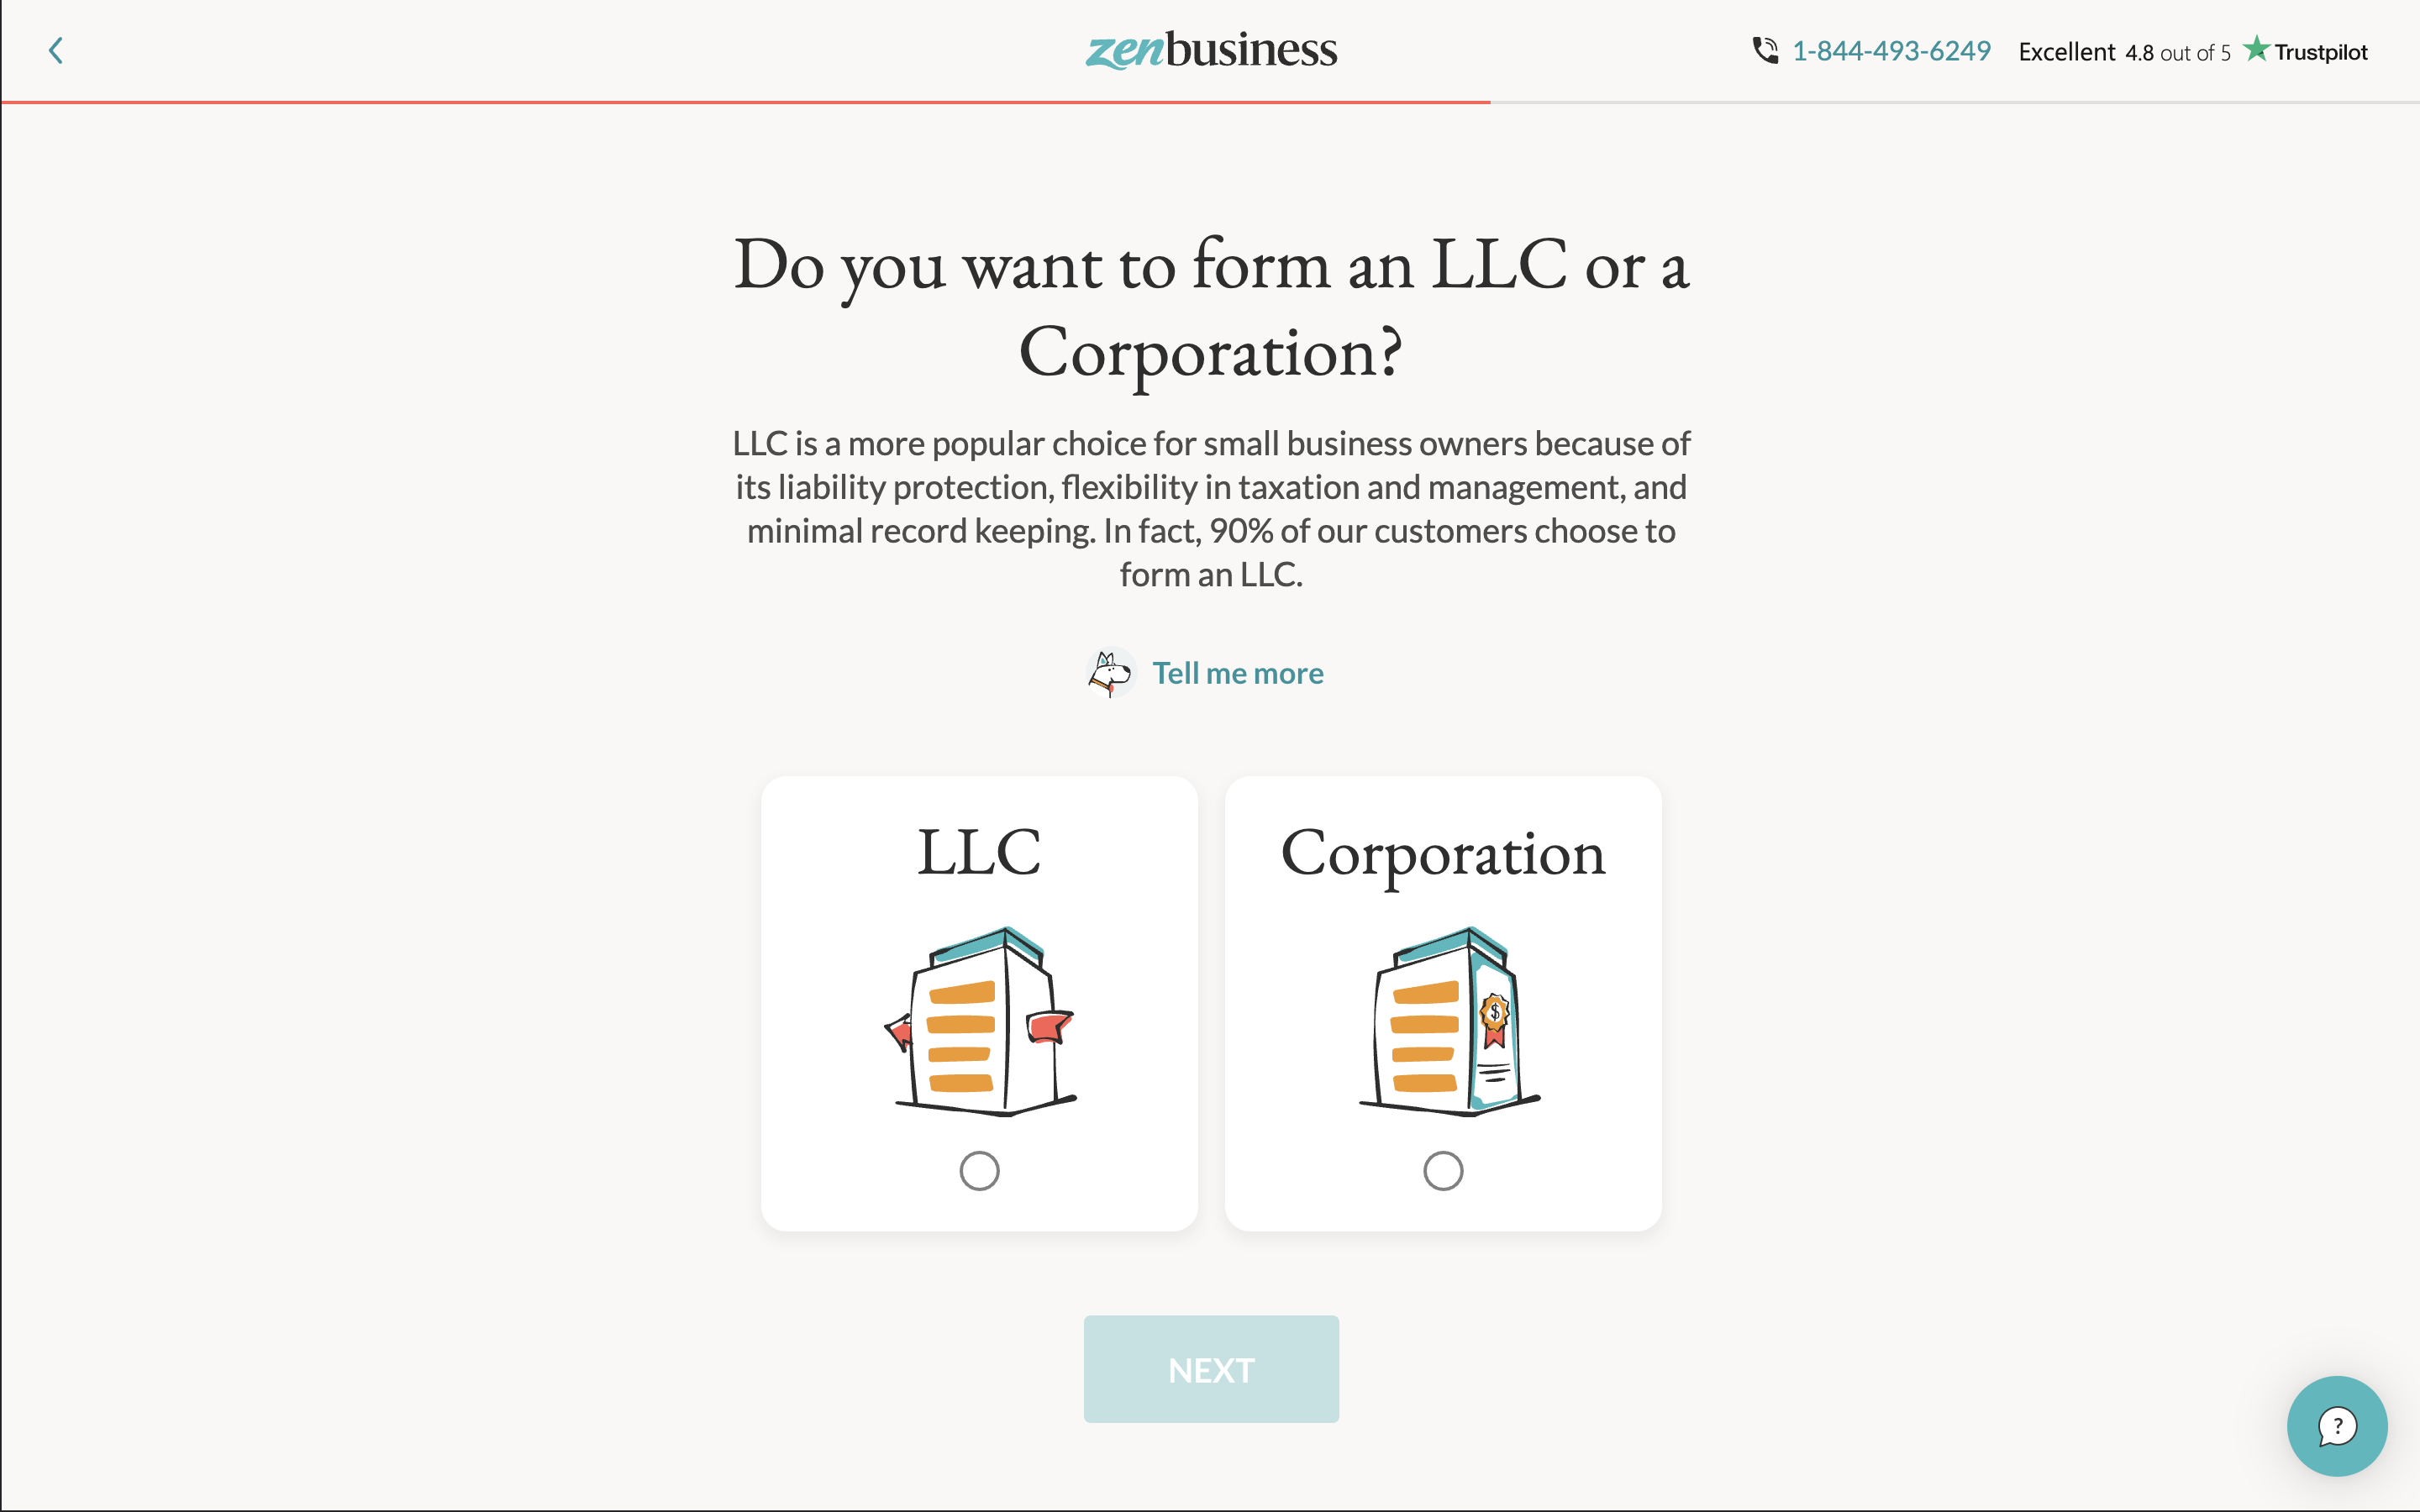 zenbusiness
1-844-493-6249 Excellent 4.8 out of 5 Trustpilot
Do you want to form an LLC or a
Corporation?
LLC is a more popular choice for small business owners because of
its liability protection, flexibility in taxation and management, and
minimal record keeping. In fact, 90% of our customers choose to
form an LLC.
Tell me more
LLC
Corporation
$
NEXT
?